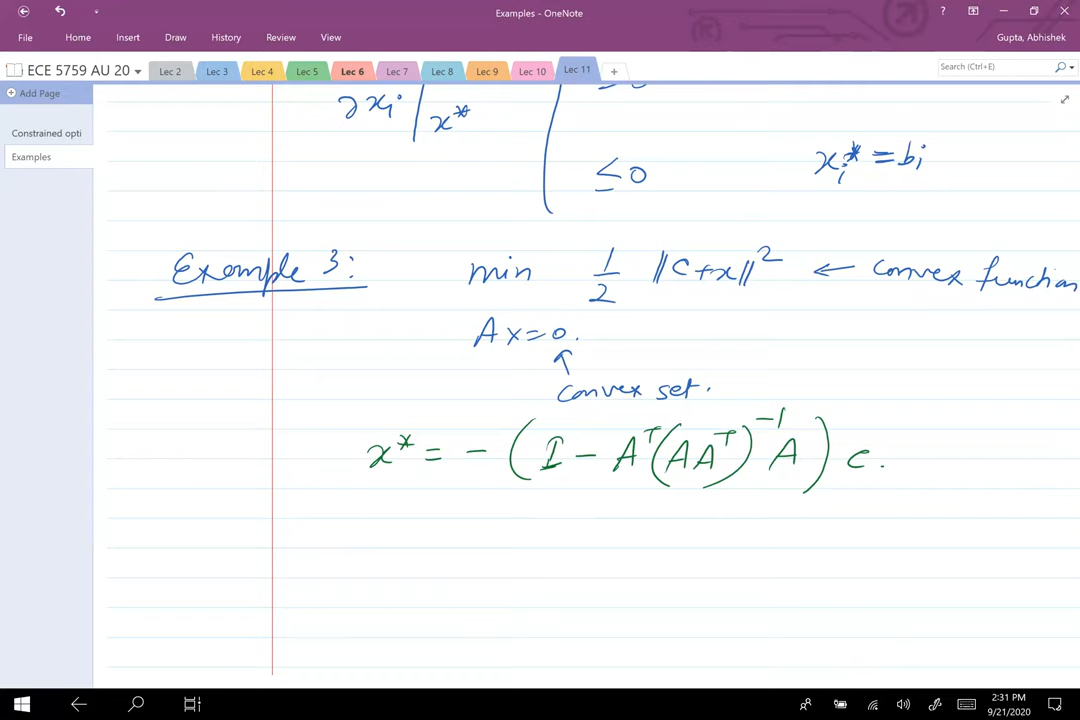 Examples - OneNote
Gupta, Abhishek
File Home Insert Draw History Review View
ECE 5759 AU 20 Lec 2 Lec 3 Lec 4 Lec 5 Lec 6 Lec 7 Lec 8 Lec 9 Lec 10 Lec 11 + Search (Ctrl+E)
Add Page
Constrained opti
Examples
∂xi | x*
≤ 0 xi* = bi
Example 3: min 1/2 ||c+x||² ← convex function
Ax=0.
↑
convex set.
x* = - (I - Aᵀ(AAᵀ)⁻¹A) c.
2:31 PM
9/21/2020